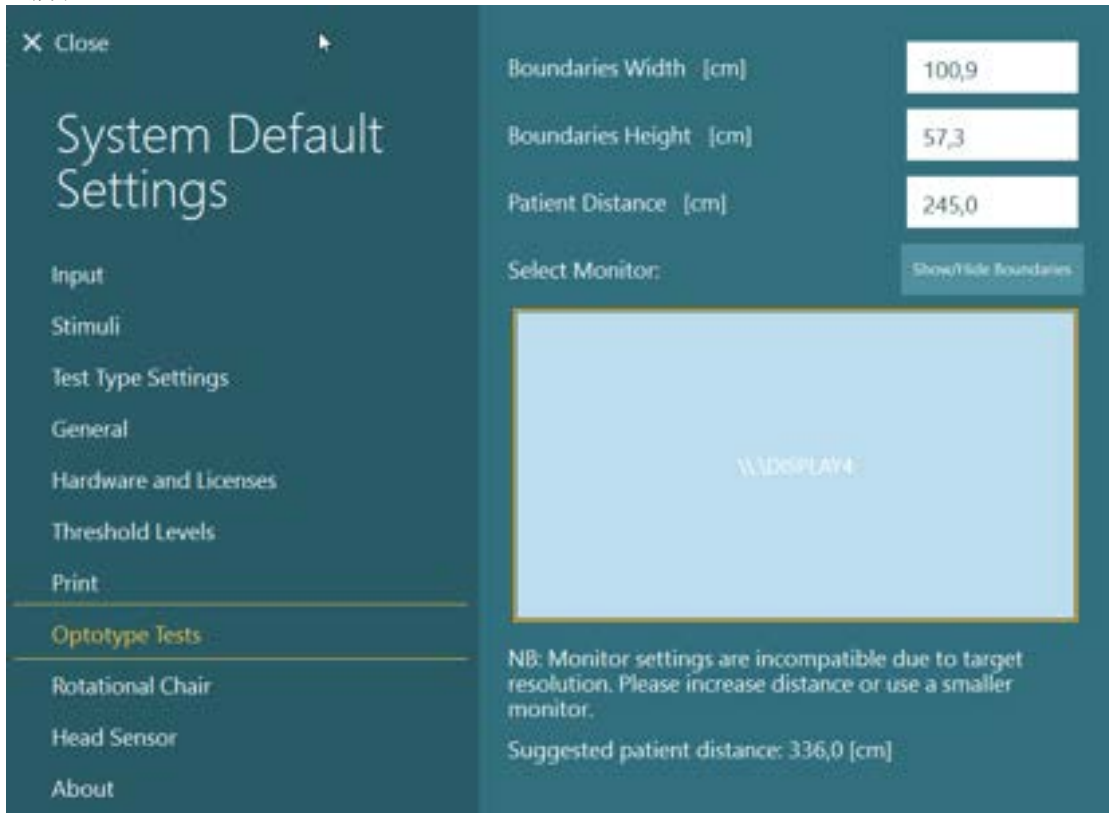 Close
System Default
Settings
Input
Stimuli
Test Type Settings
General
Hardware and Licenses
Threshold Levels
Print
Optotype Tests
Rotational Chair
Head Sensor
About
Boundaries Width [cm]
100,9
Boundaries Height [cm]
57,3
Patient Distance [cm]
245,0
Select Monitor:
Show/Hide Boundaries
\\.\DISPLAY4
NB: Monitor settings are incompatible due to target
resolution. Please increase distance or use a smaller
monitor.
Suggested patient distance: 336,0 [cm]